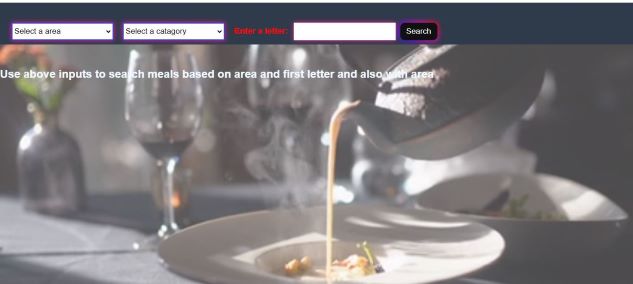 Select a area Select a catagory Enter a letter: Search
Use above inputs to search meals based on area and first letter and also with area.